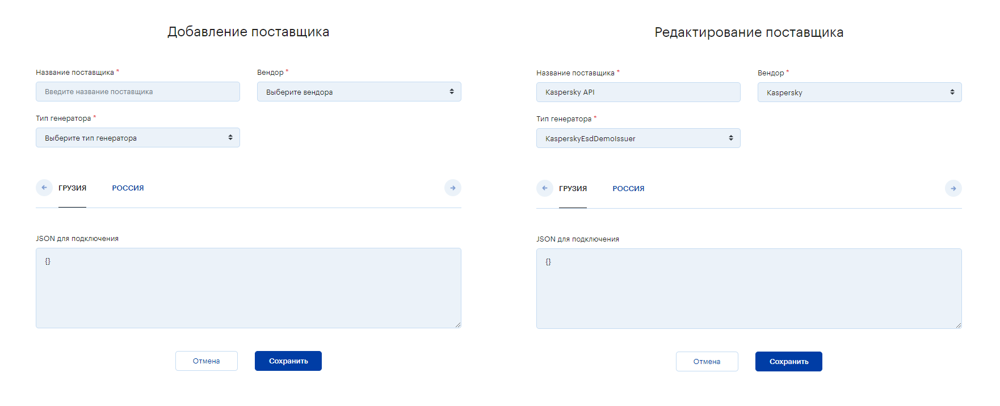 Добавление поставщика
Название поставщика *
Вендор *
Введите название поставщика
Выберите вендора
Тип генератора *
Выберите тип генератора
ГРУЗИЯ
РОССИЯ
JSON для подключения
{}
Отмена
Сохранить
Редактирование поставщика
Название поставщика *
Вендор *
Kaspersky API
Kaspersky
Тип генератора *
KasperskyEsdDemoIssuer
ГРУЗИЯ
РОССИЯ
JSON для подключения
{}
Отмена
Сохранить